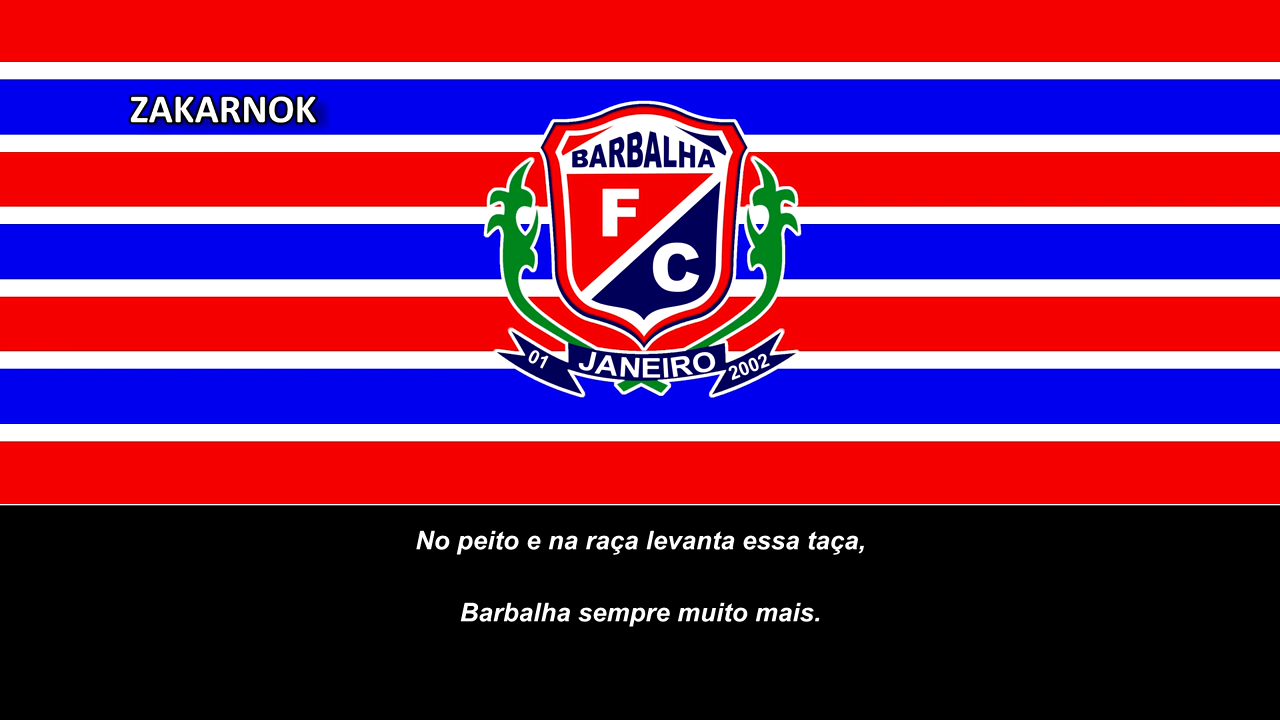 ZAKARNOK
BARBALHA
F
C
01 JANEIRO 2002
No peito e na raça levanta essa taça,
Barbalha sempre muito mais.